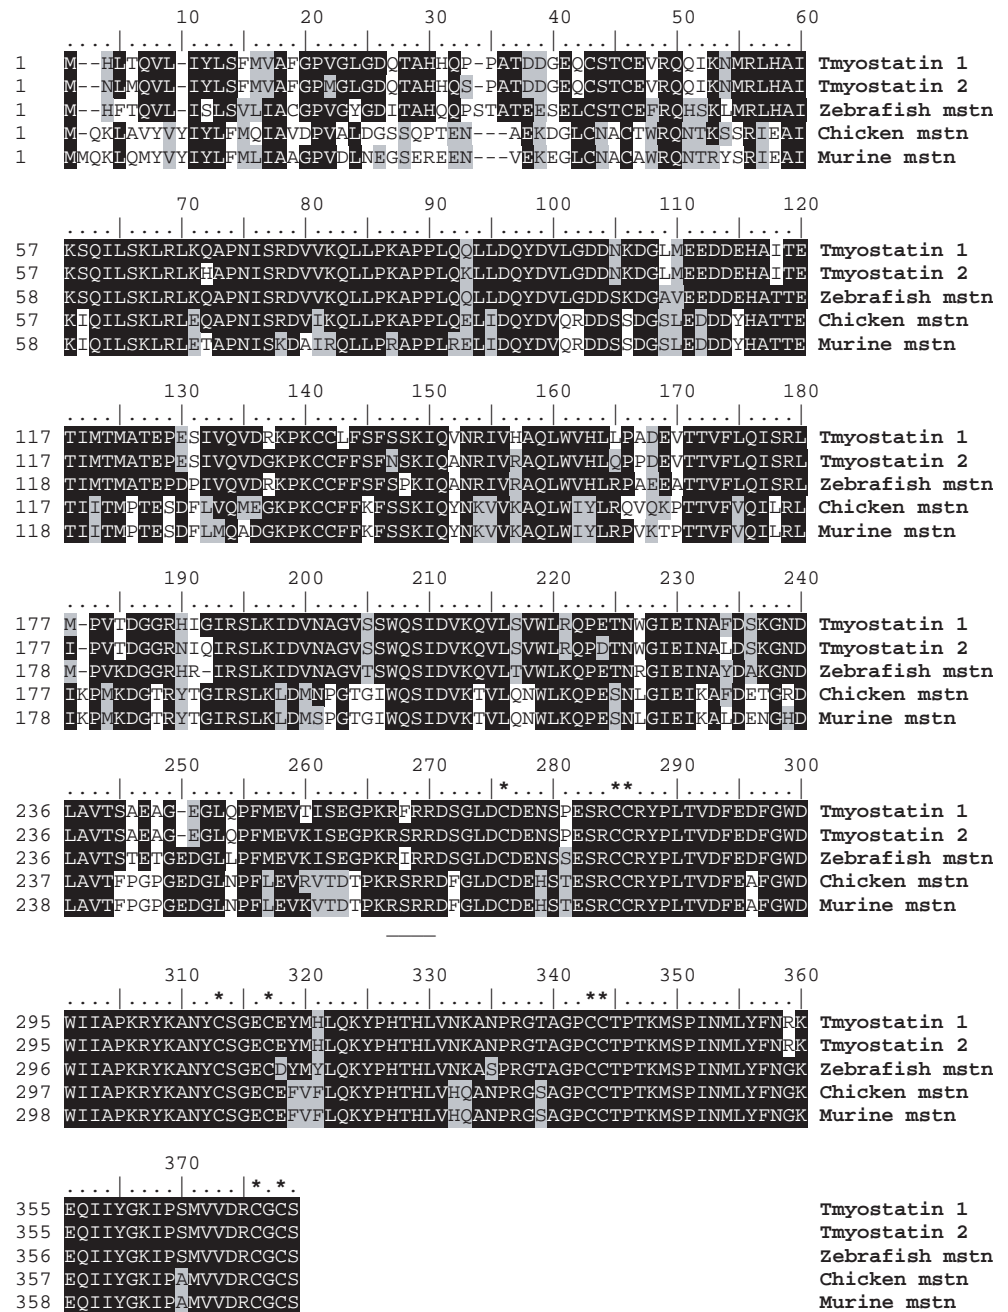 10 20 30 40 50 60
....|....|....|....|....|....|....|....|....|....|....|....|
1 M--HLTQVL-IYLSFMVAFGPVGLGDQTAHHQP-PATDDGEQCSTCEVRQQIKNMRLHAI Tmyostatin 1
1 M--NLMQVL-IYLSFMVAFGPMGLGDQTAHHQS-PATDDGEQCSTCEVRQQIKNMRLHAI Tmyostatin 2
1 M--HFTQVL-ISLSVLIACGPVGYGDITAHQQPSTATEESELCSTCEFRQHSKLMRLHAI Zebrafish mstn
1 M-QKLAVYVYIYLFMQIAVDPVALDGSSQPTEN---AEKDGLCNACTWRQNTKSSRIEAI Chicken mstn
1 MMQKLQMYVYIYLFMLIAAGPVDLNEGSEREEN---VEKEGLCNACAWRQNTRYSRIEAI Murine mstn
70 80 90 100 110 120
....|....|....|....|....|....|....|....|....|....|....|....|
57 KSQILSKLRLKQAPNISRDVVKQLLPKAPPLQQLLDQYDVLGDDNKDGLMEEDDEHAITE Tmyostatin 1
57 KSQILSKLRLKHAPNISRDVVKQLLPKAPPLQKLLDQYDVLGDDNKDGLMEEDDEHAITE Tmyostatin 2
58 KSQILSKLRLKQAPNISRDVVKQLLPKAPPLQQLLDQYDVLGDDSKDGAVEEDDEHATTE Zebrafish mstn
57 KIQILSKLRLEQAPNISRDVIKQLLPKAPPLQELIDQYDVQRDDSSDGSLEDDDYHATTE Chicken mstn
58 KIQILSKLRLETAPNISKDAIRQLLPRAPPLRELIDQYDVQRDDSSDGSLEDDDYHATTE Murine mstn
130 140 150 160 170 180
....|....|....|....|....|....|....|....|....|....|....|....|
117 TIMTMATEPESIVQVDRKPKCCLFSFSSKIQVNRIVHAQLWVHLLPADEVTTVFLQISRL Tmyostatin 1
117 TIMTMATEPESIVQVDGKPKCCFFSFNSKIQANRIVRAQLWVHLQPPDEVTTVFLQISRL Tmyostatin 2
118 TIMTMATEPDPIVQVDRKPKCCFFSFSPKIQANRIVRAQLWVHLRPAEEATTVFLQISRL Zebrafish mstn
117 TIITMPTESDFLVQMEGKPKCCFFKFSSKIQYNKVVKAQLWIYLRQVQKPTTVFVQILRL Chicken mstn
118 TIITMPTESDFLMQADGKPKCCFFKFSSKIQYNKVVKAQLWIYLRPVKTPTTVFVQILRL Murine mstn
190 200 210 220 230 240
....|....|....|....|....|....|....|....|....|....|....|....|
177 M-PVTDGGRHIGIRSLKIDVNAGVSSWQSIDVKQVLSVWLRQPETNWGIEINAFDSKGND Tmyostatin 1
177 I-PVTDGGRNIQIRSLKIDVNAGVSSWQSIDVKQVLSVWLRQPDTNWGIEINALDSKGND Tmyostatin 2
178 M-PVKDGGRHR-IRSLKIDVNAGVTSWQSIDVKQVLTVWLKQPETNRGIEINAYDAKGND Zebrafish mstn
177 IKPMKDGTRYTGIRSLKLDMNPGTGIWQSIDVKTVLQNWLKQPESNLGIEIKAFDETGRD Chicken mstn
178 IKPMKDGTRYTGIRSLKLDMSPGTGIWQSIDVKTVLQNWLKQPESNLGIEIKALDENGHD Murine mstn
250 260 270 280 290 300
....|....|....|....|....|....|....|*...|...**....|....|....|
236 LAVTSAEAG-EGLQPFMEVTISEGPKRFRRDSGLDCDENSPESRCCRYPLTVDFEDFGWD Tmyostatin 1
236 LAVTSAEAG-EGLQPFMEVKISEGPKRSRRDSGLDCDENSPESRCCRYPLTVDFEDFGWD Tmyostatin 2
236 LAVTSTETGEDGLLPFMEVKISEGPKRIRRDSGLDCDENSSESRCCRYPLTVDFEDFGWD Zebrafish mstn
237 LAVTFPGPGEDGLNPFLEVRVTDTPKRSRRDFGLDCDEHSTESRCCRYPLTVDFEAFGWD Chicken mstn
238 LAVTFPGPGEDGLNPFLEVKVTDTPKRSRRDFGLDCDEHSTESRCCRYPLTVDFEAFGWD Murine mstn
310 320 330 340 350 360
....|....|..*.|.*..|....|....|....|....|..**|....|....|....|
295 WIIAPKRYKANYCSGECEYMHLQKYPHTHLVNKANPRGTAGPCCTPTKMSPINMLYFNRK Tmyostatin 1
295 WIIAPKRYKANYCSGECEYMHLQKYPHTHLVNKANPRGTAGPCCTPTKMSPINMLYFNRK Tmyostatin 2
296 WIIAPKRYKANYCSGECDYMYLQKYPHTHLVNKASPRGTAGPCCTPTKMSPINMLYFNGK Zebrafish mstn
297 WIIAPKRYKANYCSGECEFVFLQKYPHTHLVHQANPRGSAGPCCTPTKMSPINMLYFNGK Chicken mstn
298 WIIAPKRYKANYCSGECEFVFLQKYPHTHLVHQANPRGSAGPCCTPTKMSPINMLYFNGK Murine mstn
370
....|....|....|*.*.
355 EQIIYGKIPSMVVDRCGCS Tmyostatin 1
355 EQIIYGKIPSMVVDRCGCS Tmyostatin 2
356 EQIIYGKIPSMVVDRCGCS Zebrafish mstn
357 EQIIYGKIPAMVVDRCGCS Chicken mstn
358 EQIIYGKIPAMVVDRCGCS Murine mstn